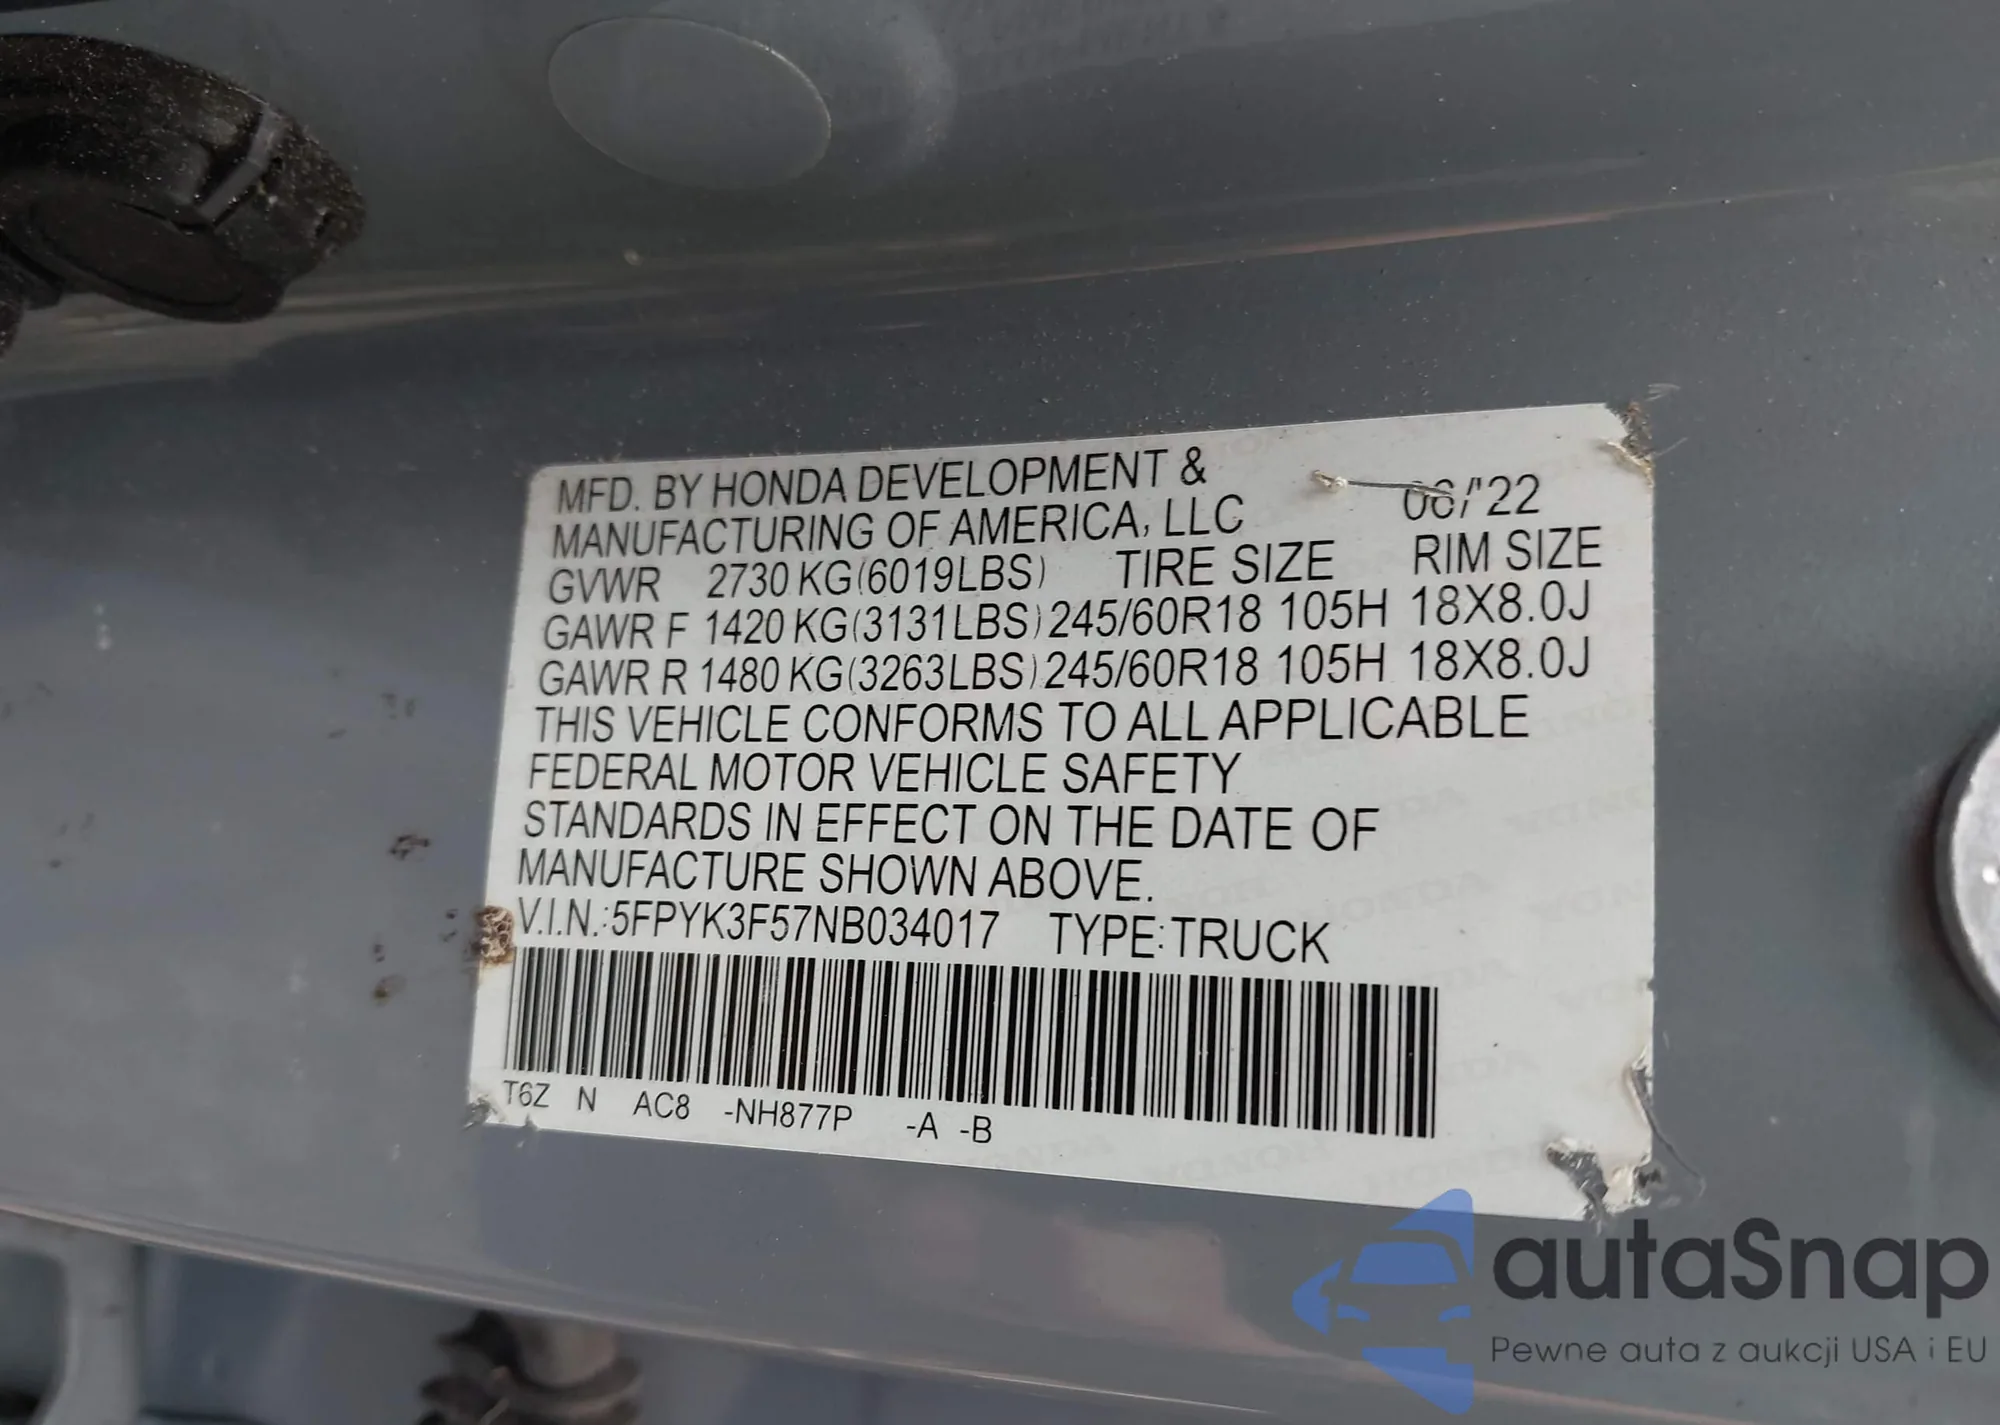 MFD. BY HONDA DEVELOPMENT &
MANUFACTURING OF AMERICA, LLC 06/'22
GVWR 2730 KG(6019LBS) TIRE SIZE RIM SIZE
GAWR F 1420 KG(3131LBS) 245/60R18 105H 18X8.0J
GAWR R 1480 KG(3263LBS) 245/60R18 105H 18X8.0J
THIS VEHICLE CONFORMS TO ALL APPLICABLE
FEDERAL MOTOR VEHICLE SAFETY
STANDARDS IN EFFECT ON THE DATE OF
MANUFACTURE SHOWN ABOVE.
V.I.N.:5FPYK3F57NB034017 TYPE:TRUCK
T6Z N AC8 -NH877P -A -B
autaSnap
Pewne auta z aukcji USA i EU